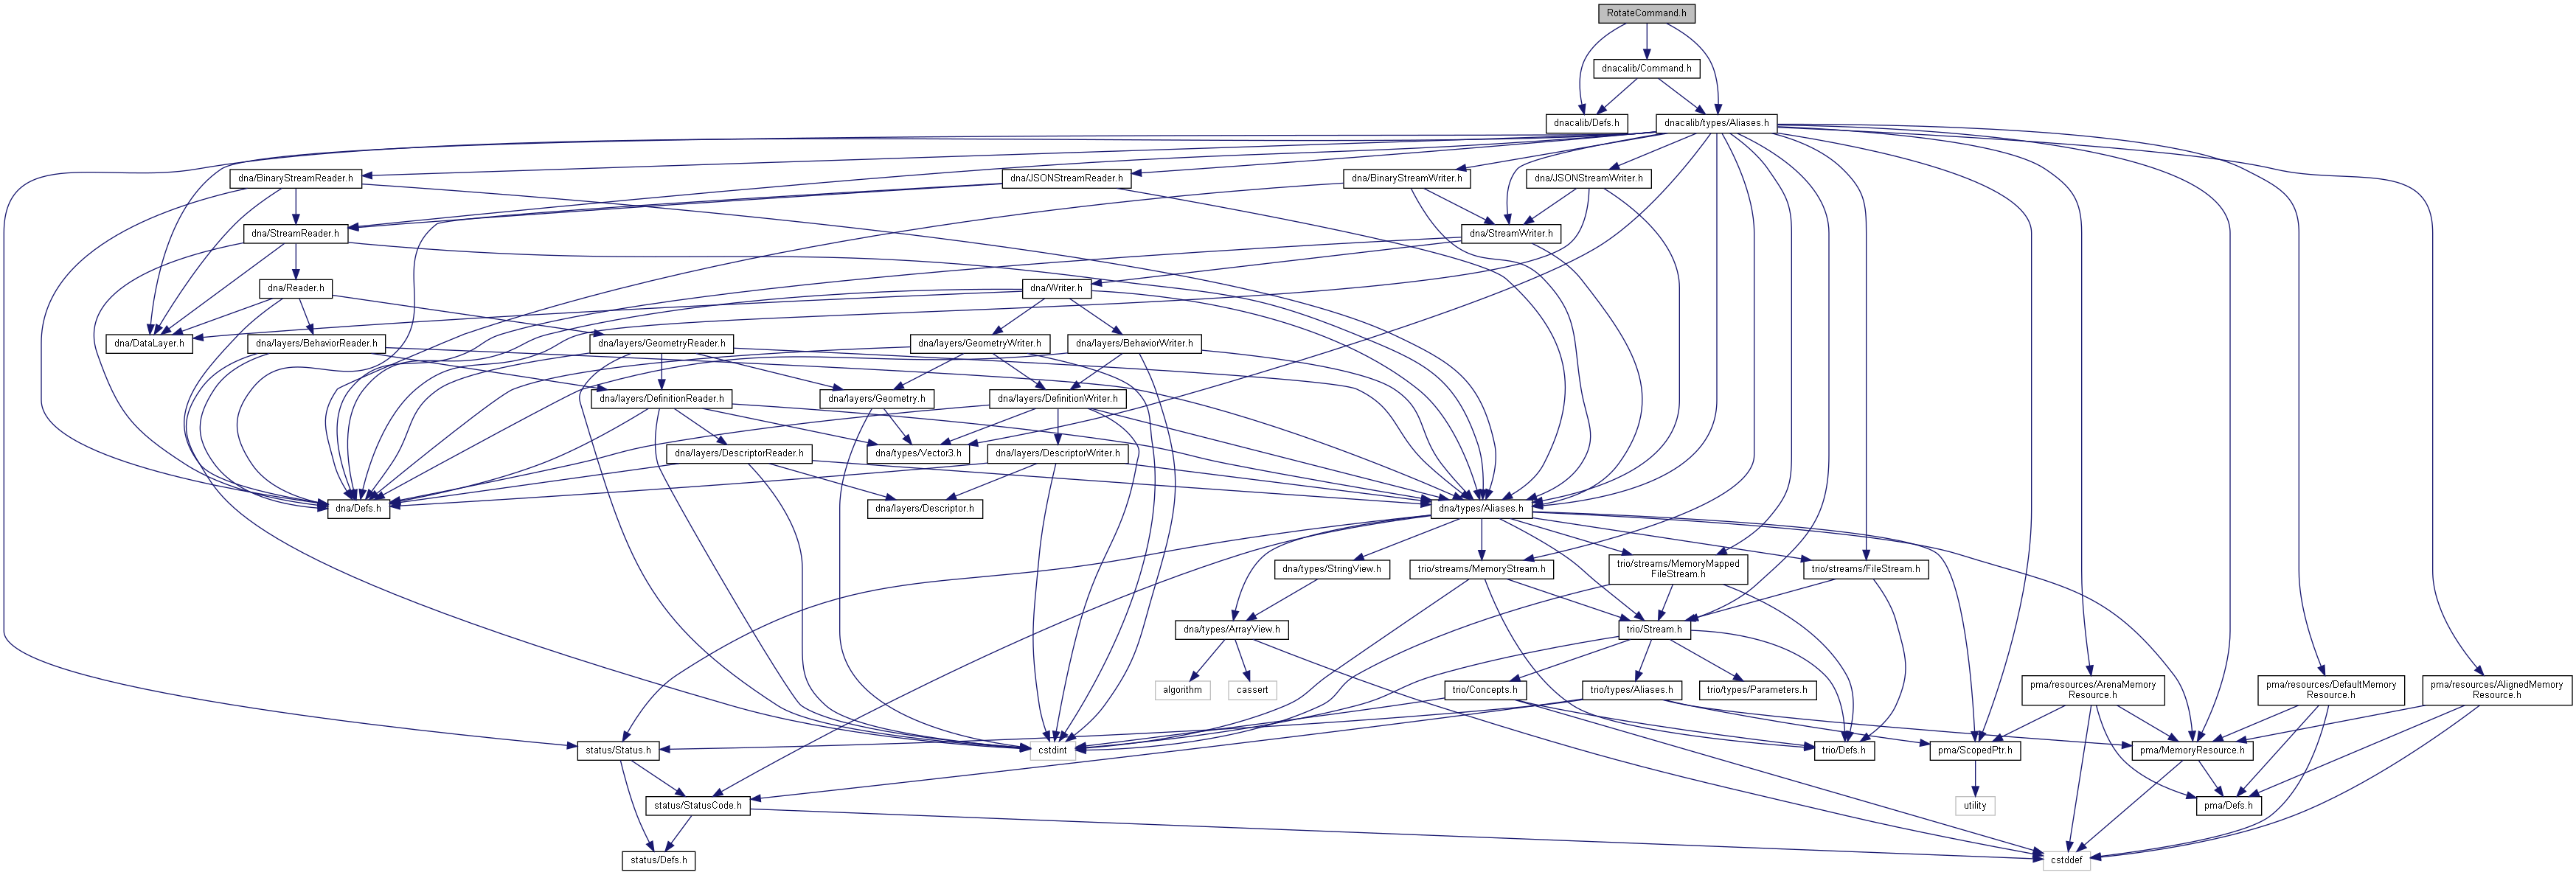 RotateCommand.h
dnacalib/Command.h
dnacalib/Defs.h
dnacalib/types/Aliases.h
dna/BinaryStreamReader.h
dna/JSONStreamReader.h
dna/BinaryStreamWriter.h
dna/JSONStreamWriter.h
dna/StreamReader.h
dna/StreamWriter.h
dna/Reader.h
dna/Writer.h
dna/DataLayer.h
dna/layers/BehaviorReader.h
dna/layers/GeometryReader.h
dna/layers/GeometryWriter.h
dna/layers/BehaviorWriter.h
dna/layers/DefinitionReader.h
dna/layers/Geometry.h
dna/layers/DefinitionWriter.h
dna/layers/DescriptorReader.h
dna/types/Vector3.h
dna/layers/DescriptorWriter.h
dna/Defs.h
dna/layers/Descriptor.h
dna/types/Aliases.h
dna/types/StringView.h
trio/streams/MemoryStream.h
trio/streams/MemoryMapped
FileStream.h
trio/streams/FileStream.h
dna/types/ArrayView.h
trio/Stream.h
algorithm
cassert
trio/Concepts.h
trio/types/Aliases.h
trio/types/Parameters.h
pma/resources/ArenaMemory
Resource.h
pma/resources/DefaultMemory
Resource.h
pma/resources/AlignedMemory
Resource.h
status/Status.h
cstdint
trio/Defs.h
pma/ScopedPtr.h
pma/MemoryResource.h
status/StatusCode.h
utility
pma/Defs.h
status/Defs.h
cstddef